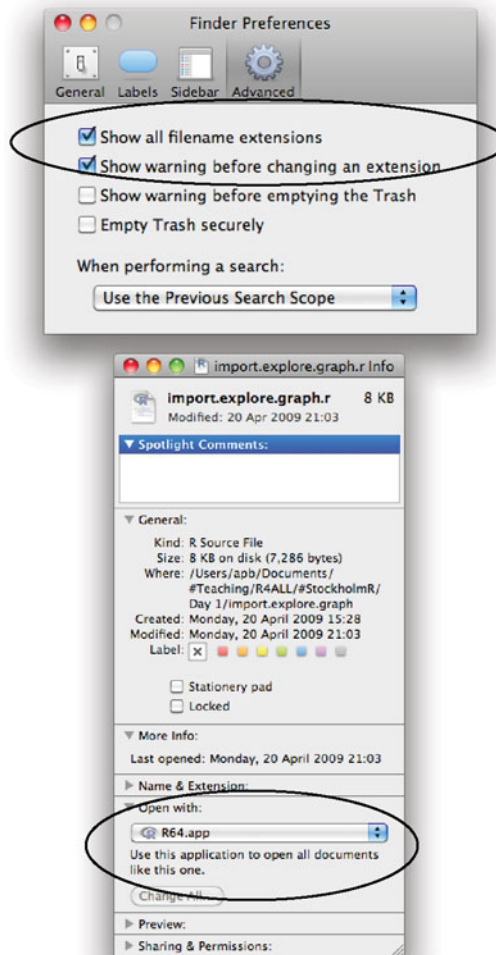 Finder Preferences
General Labels Sidebar Advanced
Show all filename extensions
Show warning before changing an extension
Show warning before emptying the Trash
Empty Trash securely
When performing a search:
Use the Previous Search Scope
import.explore.graph.r Info
import.explore.graph.r 8 KB
Modified: 20 Apr 2009 21:03
Spotlight Comments:
General:
Kind: R Source File
Size: 8 KB on disk (7,286 bytes)
Where: /Users/apb/Documents/
#Teaching/R4ALL/#StockholmR/
Day 1/import.explore.graph
Created: Monday, 20 April 2009 15:28
Modified: Monday, 20 April 2009 21:03
Label:
Stationery pad
Locked
More Info:
Last opened: Monday, 20 April 2009 21:03
Name & Extension:
Open with:
R64.app
Use this application to open all documents
like this one.
Change All...
Preview:
Sharing & Permissions: